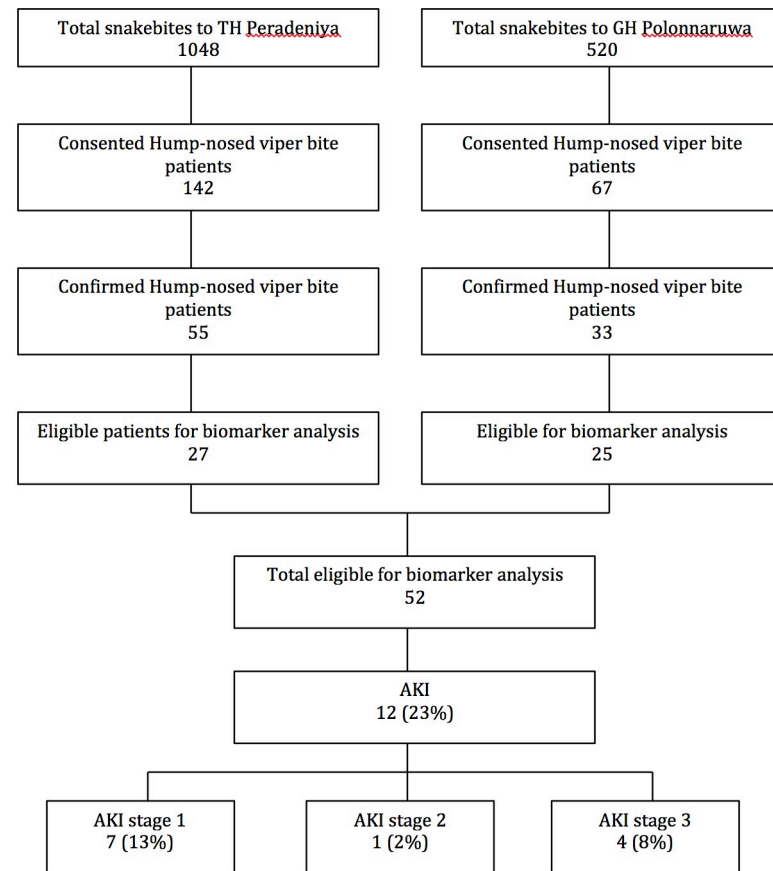 Total snakebites to TH Peradeniya
1048
Total snakebites to GH Polonnaruwa
520
Consented Hump-nosed viper bite
patients
142
Consented Hump-nosed viper bite
patients
67
Confirmed Hump-nosed viper bite
patients
55
Confirmed Hump-nosed viper bite
patients
33
Eligible patients for biomarker analysis
27
Eligible for biomarker analysis
25
Total eligible for biomarker analysis
52
AKI
12 (23%)
AKI stage 1
7 (13%)
AKI stage 2
1 (2%)
AKI stage 3
4 (8%)